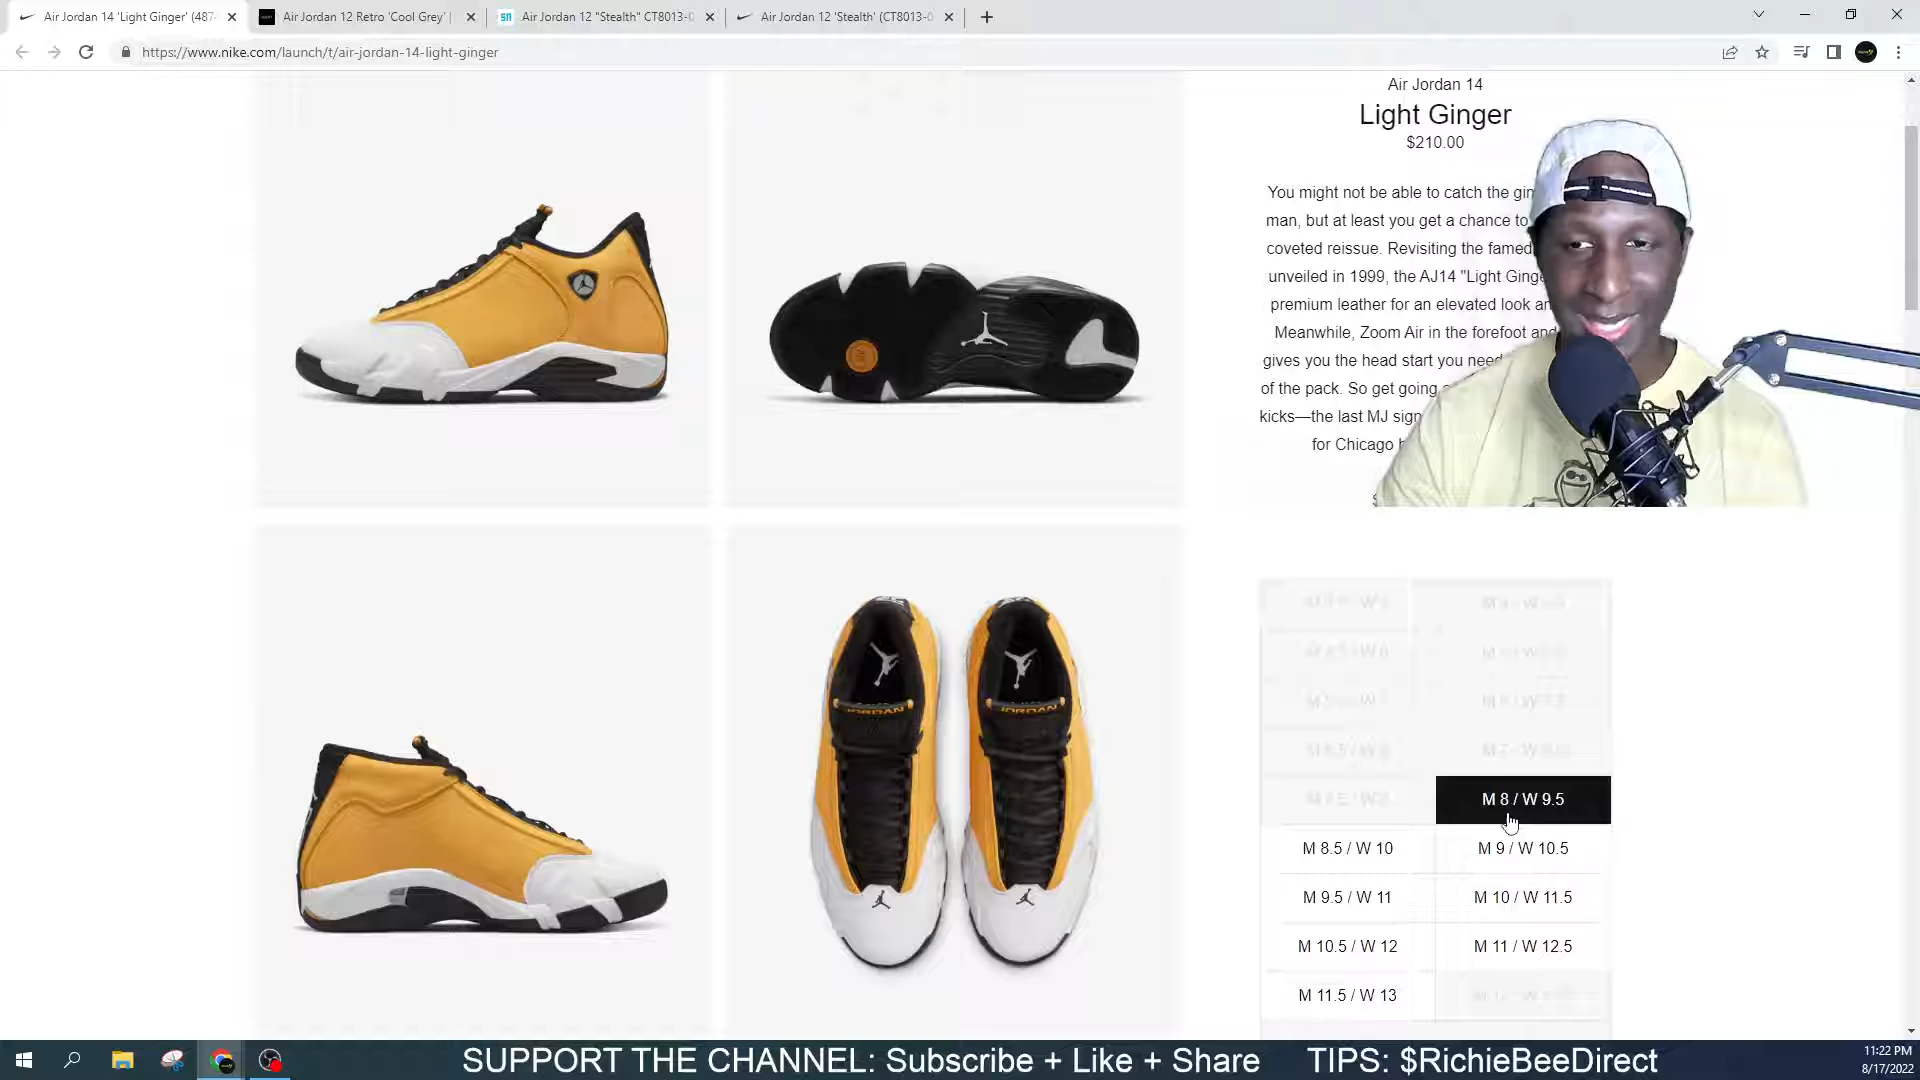 Air Jordan 14 'Light Ginger' (487-
Air Jordan 12 Retro 'Cool Grey' |
sn
Air Jordan 12 "Stealth" CT8013-0
Air Jordan 12 'Stealth' (CT8013-0
https://www.nike.com/launch/t/air-jordan-14-light-ginger
Air Jordan 14
Light Ginger
$210.00
You might not be able to catch the gin
man, but at least you get a chance to
coveted reissue. Revisiting the famed
unveiled in 1999, the AJ14 "Light Ginge
premium leather for an elevated look an
Meanwhile, Zoom Air in the forefoot and
gives you the head start you need
of the pack. So get going a
kicks—the last MJ sign
for Chicago
JORDAN
JORDAN
M 8 / W 9.5
M 8.5 / W 10
M 9 / W 10.5
M 9.5 / W 11
M 10 / W 11.5
M 10.5 / W 12
M 11 / W 12.5
M 11.5 / W 13
SUPPORT THE CHANNEL: Subscribe + Like + Share
TIPS: $RichieBeeDirect
11:22 PM
8/17/2022